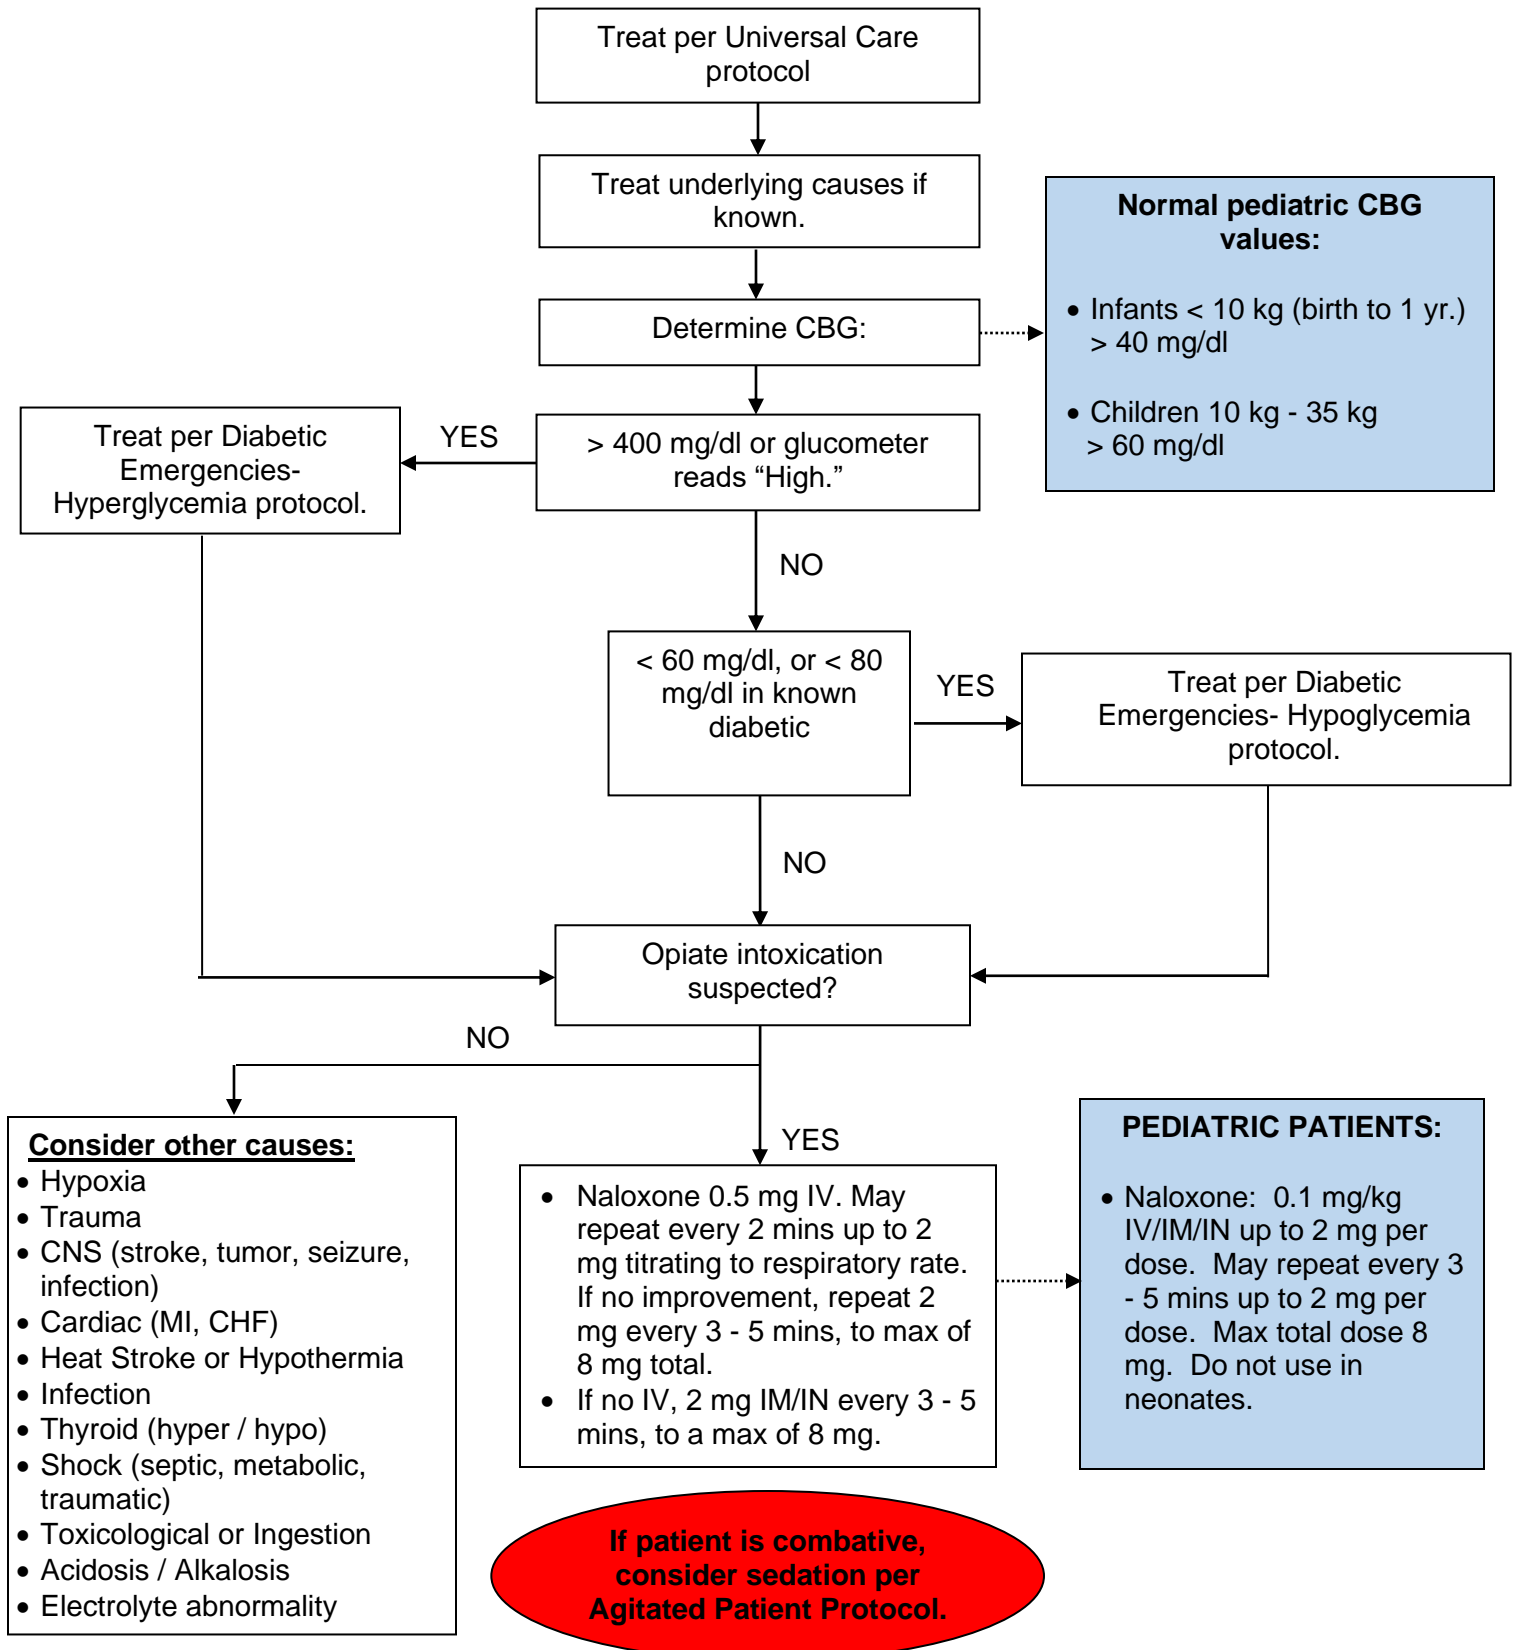 Treat per Universal Care
protocol
Treat underlying causes if
known.
Normal pediatric CBG
values:
• Infants < 10 kg (birth to 1 yr.)
> 40 mg/dl
• Children 10 kg - 35 kg
> 60 mg/dl
Determine CBG:
> 400 mg/dl or glucometer
reads “High.”
YES
Treat per Diabetic
Emergencies-
Hyperglycemia protocol.
NO
< 60 mg/dl, or < 80
mg/dl in known
diabetic
YES
Treat per Diabetic
Emergencies- Hypoglycemia
protocol.
NO
Opiate intoxication
suspected?
NO
Consider other causes:
• Hypoxia
• Trauma
• CNS (stroke, tumor, seizure,
infection)
• Cardiac (MI, CHF)
• Heat Stroke or Hypothermia
• Infection
• Thyroid (hyper / hypo)
• Shock (septic, metabolic,
traumatic)
• Toxicological or Ingestion
• Acidosis / Alkalosis
• Electrolyte abnormality
YES
• Naloxone 0.5 mg IV. May
repeat every 2 mins up to 2
mg titrating to respiratory rate.
If no improvement, repeat 2
mg every 3 - 5 mins, to max of
8 mg total.
• If no IV, 2 mg IM/IN every 3 - 5
mins, to a max of 8 mg.
PEDIATRIC PATIENTS:
• Naloxone: 0.1 mg/kg
IV/IM/IN up to 2 mg per
dose. May repeat every 3
- 5 mins up to 2 mg per
dose. Max total dose 8
mg. Do not use in
neonates.
If patient is combative,
consider sedation per
Agitated Patient Protocol.